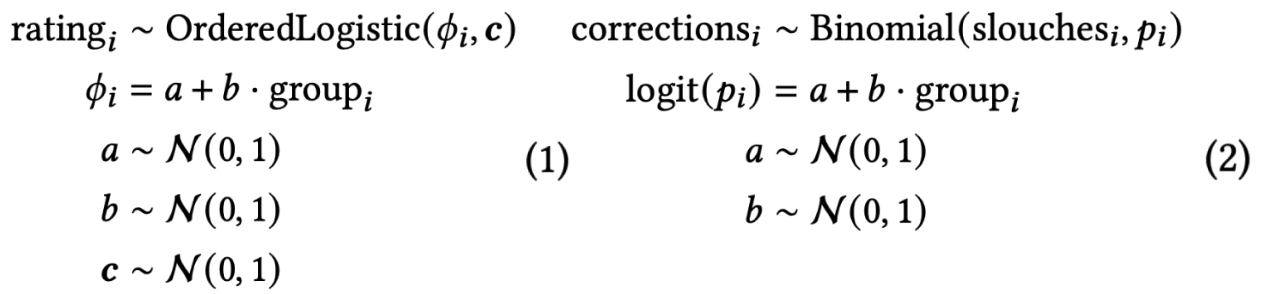 rating_i ∼ OrderedLogistic(ϕ_i, c)
ϕ_i = a + b · group_i
a ∼ N(0, 1)
b ∼ N(0, 1)
c ∼ N(0, 1)
(1)
corrections_i ∼ Binomial(slouches_i, p_i)
logit(p_i) = a + b · group_i
a ∼ N(0, 1)
b ∼ N(0, 1)
(2)